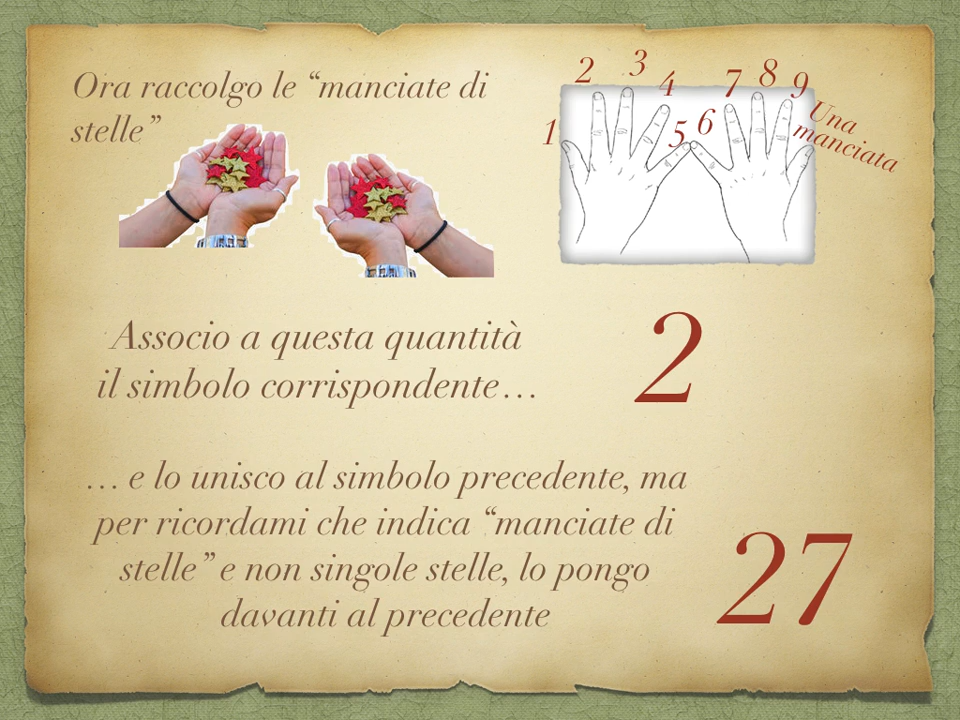 Ora raccolgo le “manciate di
stelle”
1 2 3 4 5 6 7 8 9 Una
manciata
Associo a questa quantità
il simbolo corrispondente…
2
… e lo unisco al simbolo precedente, ma
per ricordami che indica “manciate di
stelle” e non singole stelle, lo pongo
davanti al precedente
27